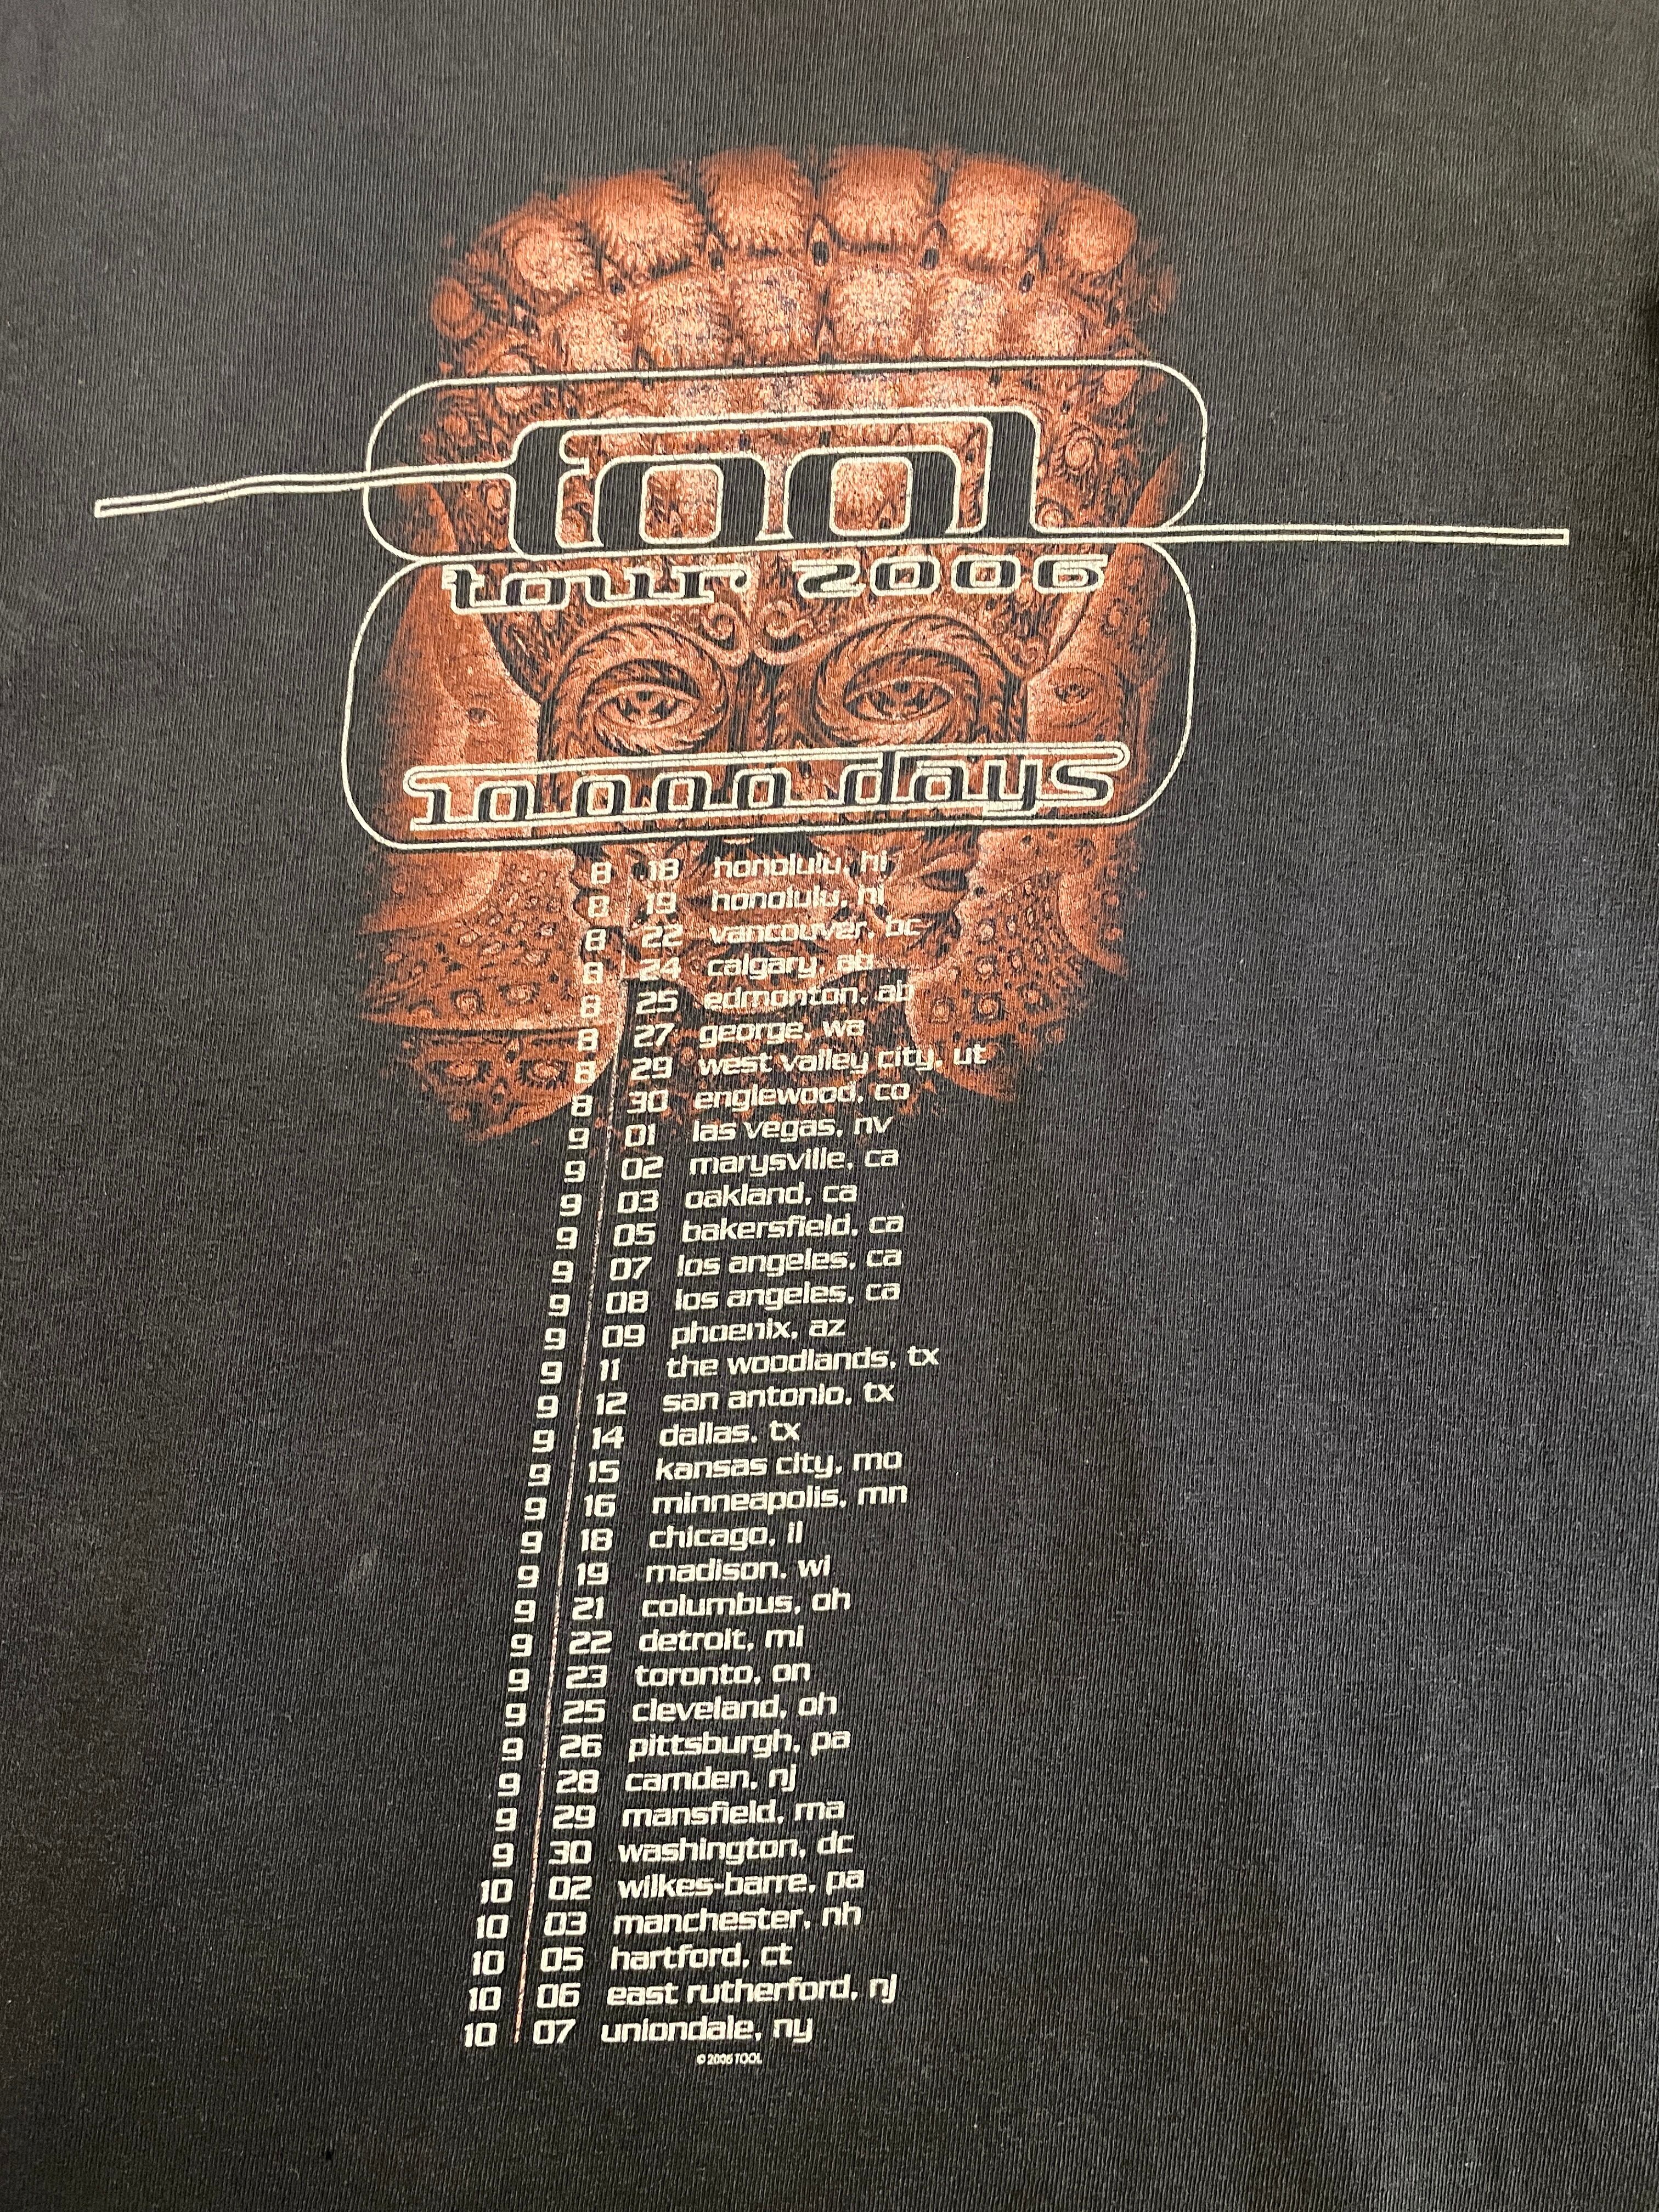 tool
tour 2006
10,000 days
8 18 honolulu, hi
8 19 honolulu, hi
8 22 vancouver, bc
8 24 calgary, ab
8 25 edmonton, ab
8 27 george, wa
8 29 west valley city, ut
8 30 englewood, co
9 01 las vegas, nv
9 02 marysville, ca
9 03 oakland, ca
9 05 bakersfield, ca
9 07 los angeles, ca
9 08 los angeles, ca
9 09 phoenix, az
9 11 the woodlands, tx
9 12 san antonio, tx
9 14 dallas, tx
9 15 kansas city, mo
9 16 minneapolis, mn
9 18 chicago, il
9 19 madison, wi
9 21 columbus, oh
9 22 detroit, mi
9 23 toronto, on
9 25 cleveland, oh
9 26 pittsburgh, pa
9 28 camden, nj
9 29 mansfield, ma
9 30 washington, dc
10 02 wilkes-barre, pa
10 03 manchester, nh
10 05 hartford, ct
10 06 east rutherford, nj
10 07 uniondale, ny
© 2006 TOOL